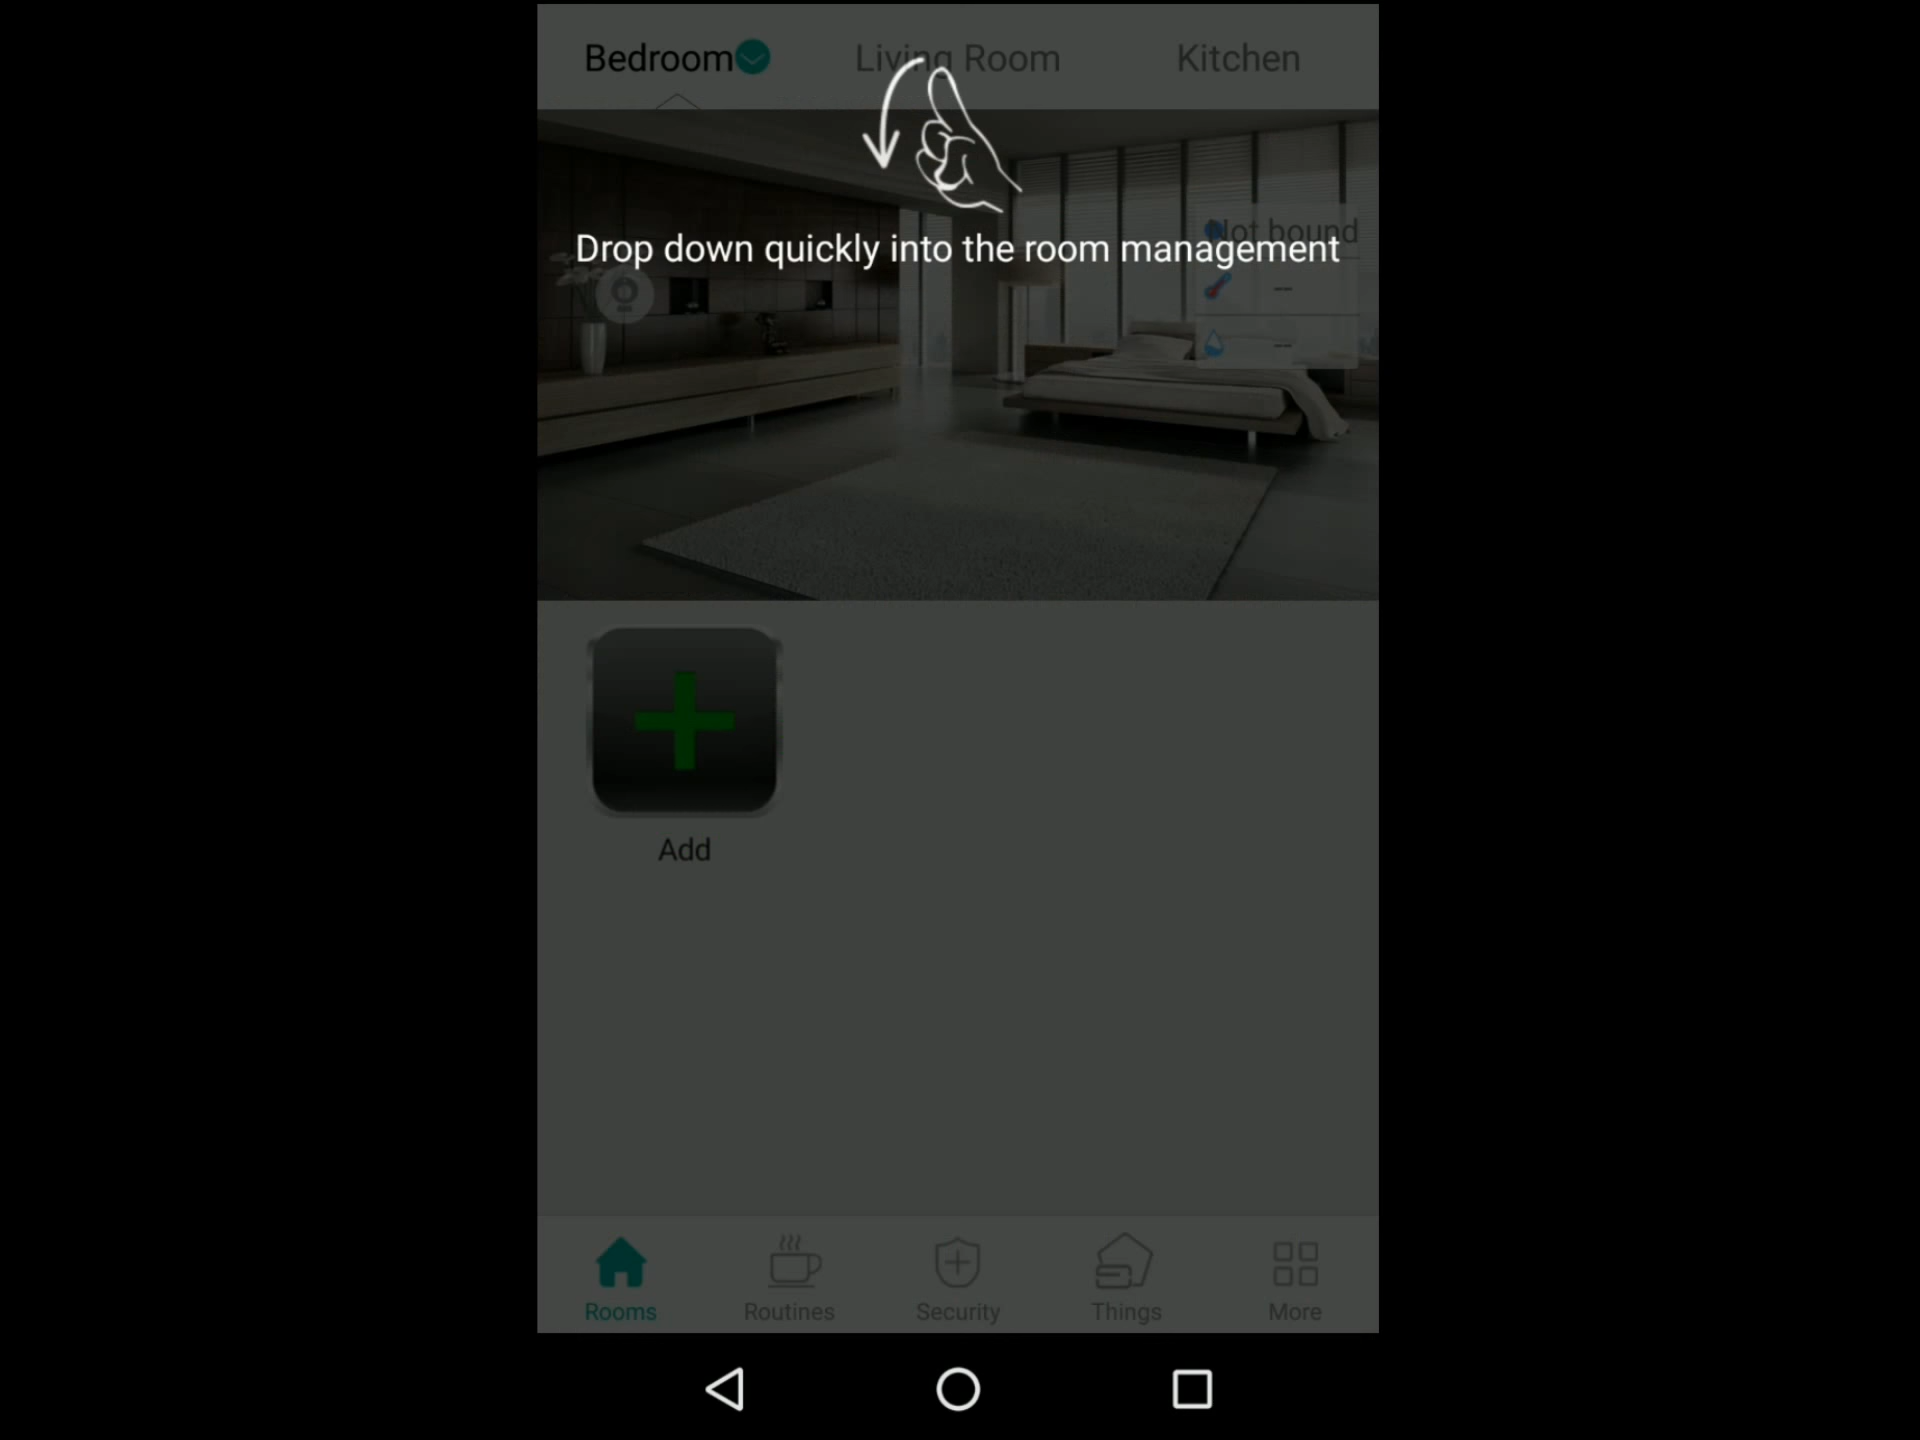 Bedroom Living Room Kitchen
Drop down quickly into the room management
Not bound
--
--
Add
Rooms Routines Security Things More